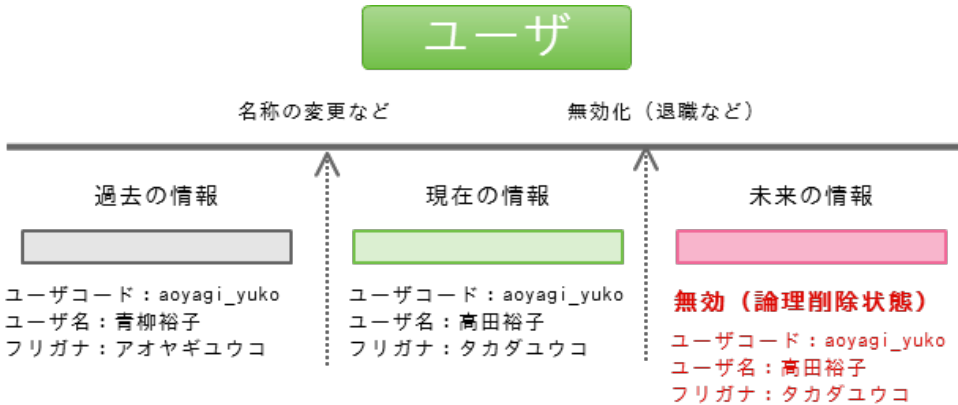 ユーザ
名称の変更など
無効化（退職など）
過去の情報
現在の情報
未来の情報
ユーザコード：aoyagi_yuko
ユーザ名：青柳裕子
フリガナ：アオヤギユウコ
ユーザコード：aoyagi_yuko
ユーザ名：高田裕子
フリガナ：タカダユウコ
無効（論理削除状態）
ユーザコード：aoyagi_yuko
ユーザ名：高田裕子
フリガナ：タカダユウコ